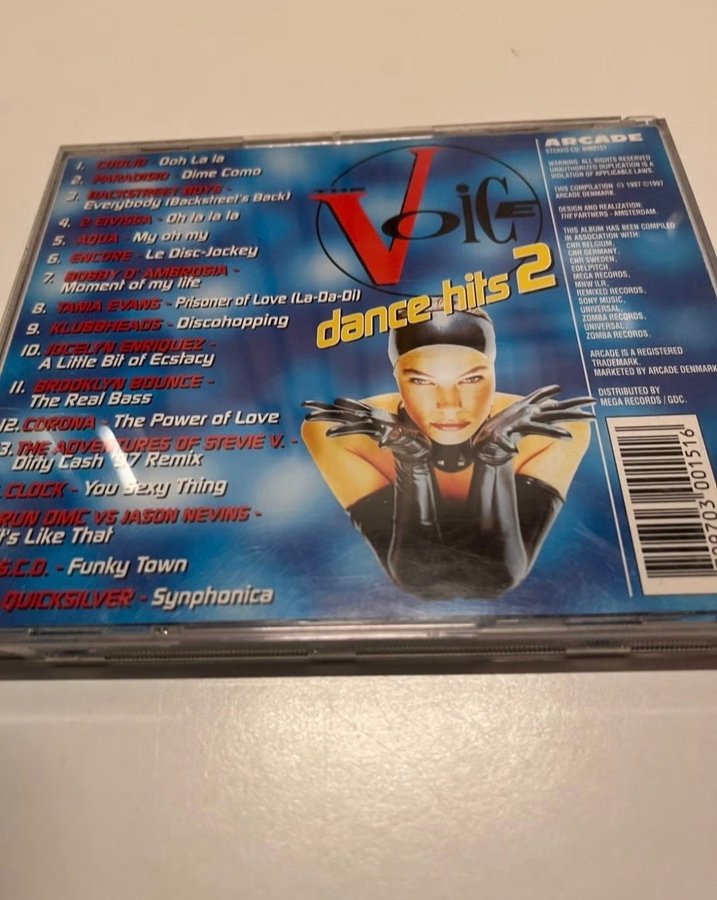 1. COOLIO - Ooh La la
2. PARADISIO - Dime Como
3. BACKSTREET BOYS -
Everybody (Backstreet's Back)
4. EIVISSA - Oh la la la
5. AQUA - My oh my
6. ENCORE - Le Disc-Jockey
7. BOBBY D'AMBROSIA -
Moment of my life
8. TANIA EVANS - Prisoner of Love (La-Da-Di)
9. KLUBBHEADS - Discohopping
10. JOCELYN ENRIQUEZ -
A Little Bit of Ecstacy
11. BROOKLYN BOUNCE -
The Real Bass
12. CORONA - The Power of Love
3. THE ADVENTURES OF STEVIE V. -
Dirty Cash '97 Remix
CLOCK - You Sexy Thing
RUN DMC VS JASON NEVINS -
t's Like That
S.C.O. - Funky Town
QUICKSILVER - Synphonica
THE VOICE
dance hits 2
ARCADE
STEREO CD:
WARNING: ALL RIGHTS RESERVED
UNAUTHORIZED DUPLICATION IS A
VIOLATION OF APPLICABLE LAWS.
THIS COMPILATION ℗ 1997 ©1997
ARCADE DENMARK.
DESIGN AND REALIZATION:
THE PARTNERS - AMSTERDAM.
THIS ALBUM HAS BEEN COMPILED
IN ASSOCIATION WITH:
CNR BELGIUM,
CNR GERMANY,
CNR SWEDEN,
EDELPITCH,
MEGA RECORDS,
MNW ILR,
REMIXED RECORDS,
SONY MUSIC,
UNIVERSAL,
ZOMBA RECORDS,
UNIVERSAL,
ZOMBA RECORDS.
ARCADE IS A REGISTERED
TRADEMARK.
MARKETED BY ARCADE DENMARK
DISTRIBUTED BY
MEGA RECORDS / GDC.
09703 001516